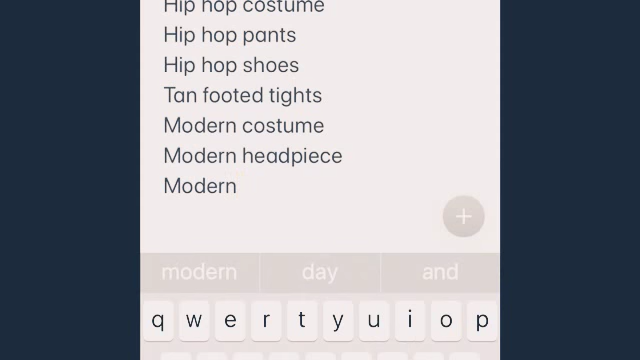 Hip hop costume
Hip hop pants
Hip hop shoes
Tan footed tights
Modern costume
Modern headpiece
Modern
+
modern day and
q w e r t y u i o p